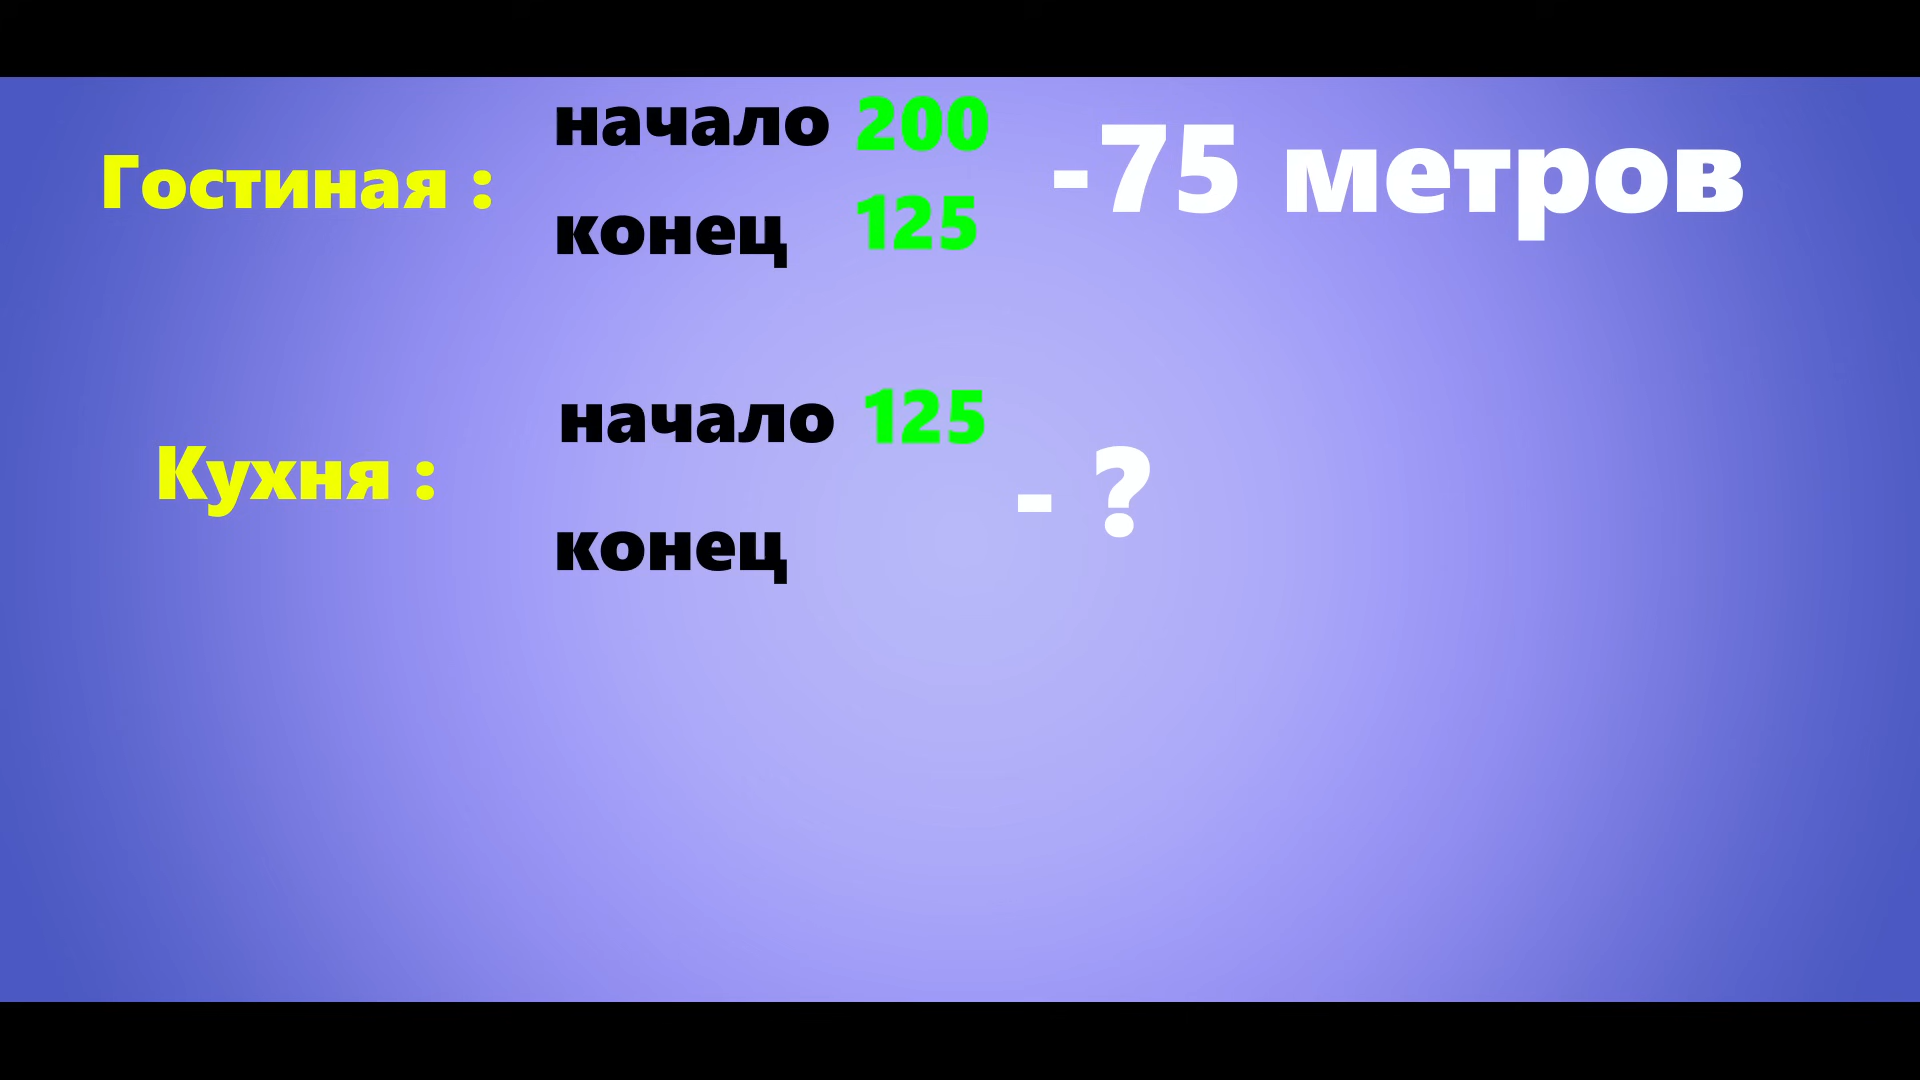 начало 200
Гостиная : -75 метров
конец 125
начало 125
Кухня : - ?
конец